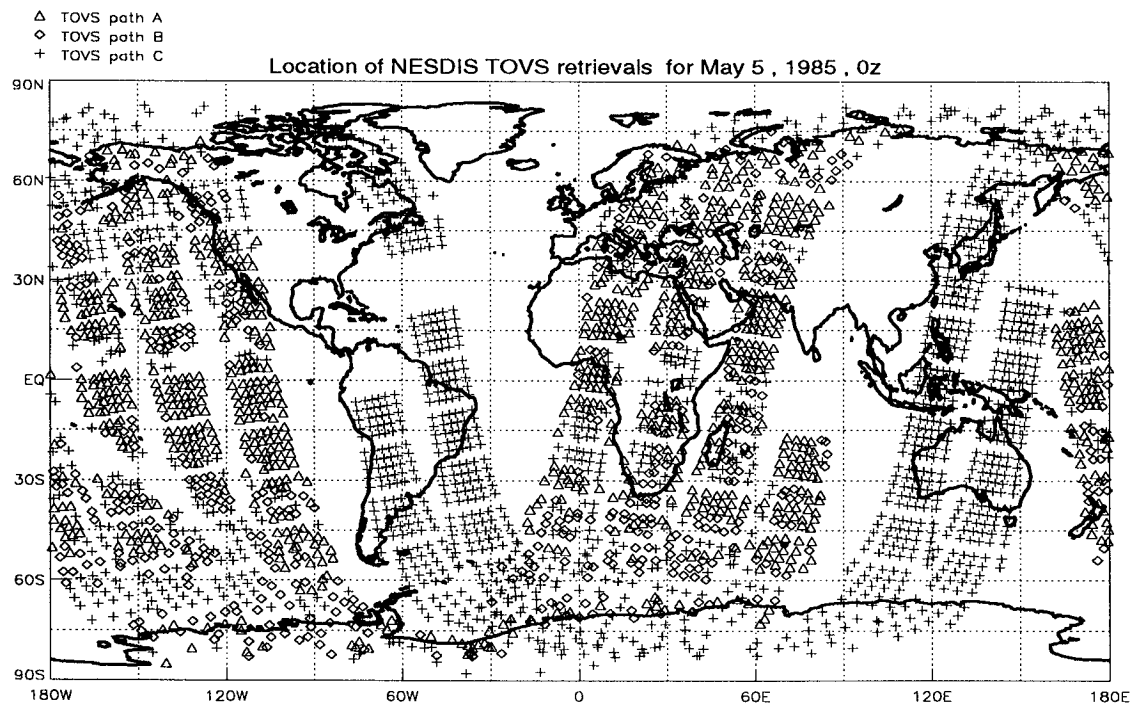 TOVS path A
TOVS path B
TOVS path C
Location of NESDIS TOVS retrievals for May 5 , 1985 , 0z
90N
60N
30N
EQ
30S
60S
90S
180W 120W 60W 0 60E 120E 180E